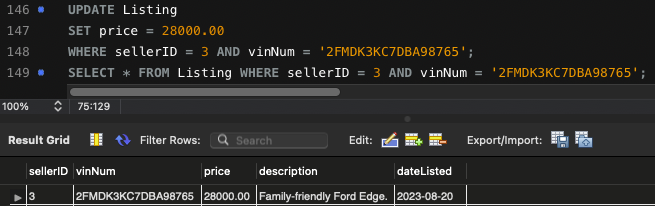 146 UPDATE Listing
147 SET price = 28000.00
148 WHERE sellerID = 3 AND vinNum = '2FMDK3KC7DBA98765';
149 SELECT * FROM Listing WHERE sellerID = 3 AND vinNum = '2FMDK3KC7DBA98765';
100% 75:129
Result Grid Filter Rows: Search Edit: Export/Import:
sellerID vinNum price description dateListed
3 2FMDK3KC7DBA98765 28000.00 Family-friendly Ford Edge. 2023-08-20